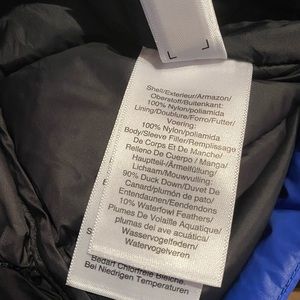 Shell/Exterieur/Armazon/
Oberstoff/Buitenkant:
100% Nylon/poliamida
Lining/Doublure/Forro/Futter/
Voering:
100% Nylon/poliamida
Body/Sleeve Filler/Remplissage
De Corps Et De Manche/
Relleno De Cuerpo / Manga/
Hauptteil-/Ärmelfüllung/
Lichaam/Mouwvulling:
90% Duck Down/Duvet De
Canard/plumón de pato/
Entendaunen/Eendendons
10% Waterfowl Feathers/
Plumes De Volaille Aquatique/
plumas del ave acuática/
Wasservogelfedern/
Watervogelveren
Bedarf Chlorfreie Bleiche.
Bei Niedrigen Temperaturen